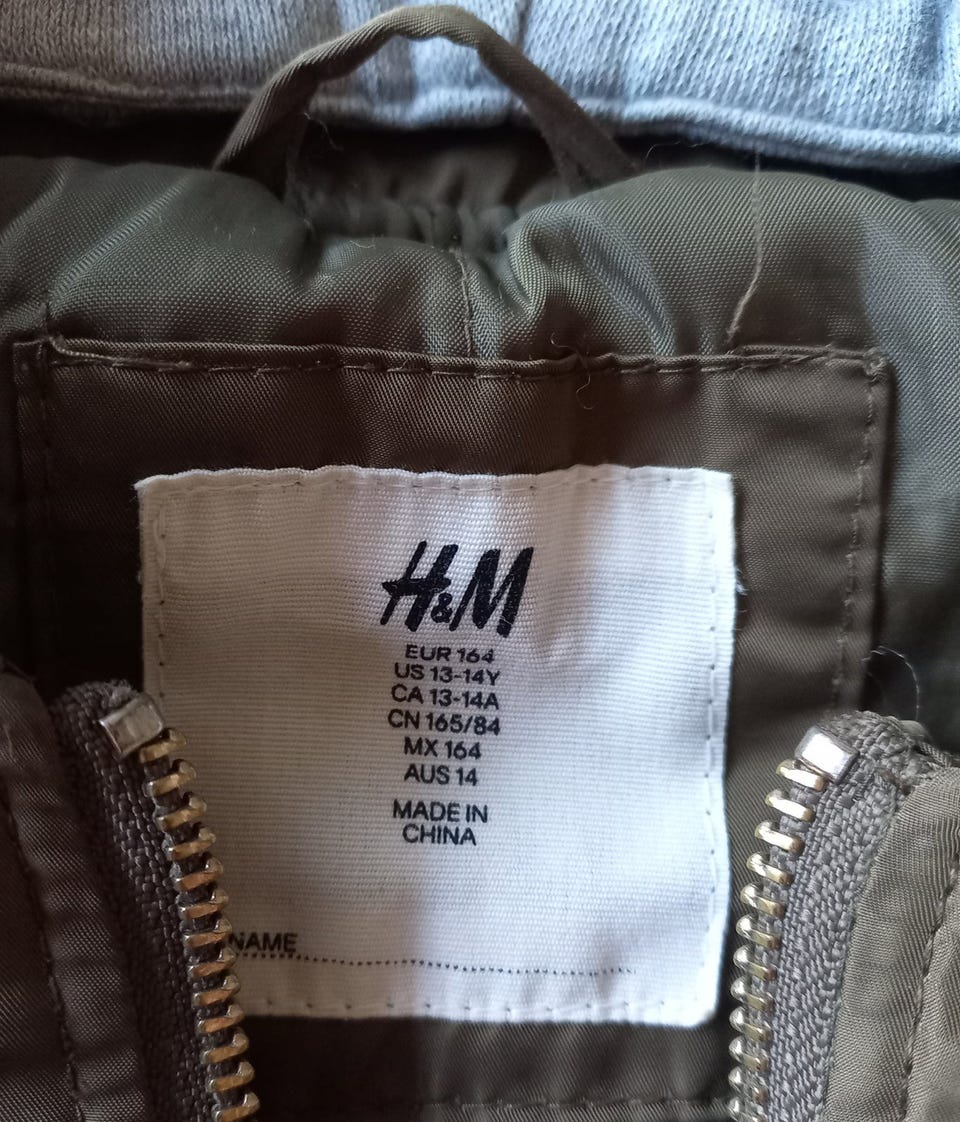 H&M
EUR 164
US 13-14Y
CA 13-14A
CN 165/84
MX 164
AUS 14
MADE IN
CHINA
NAME